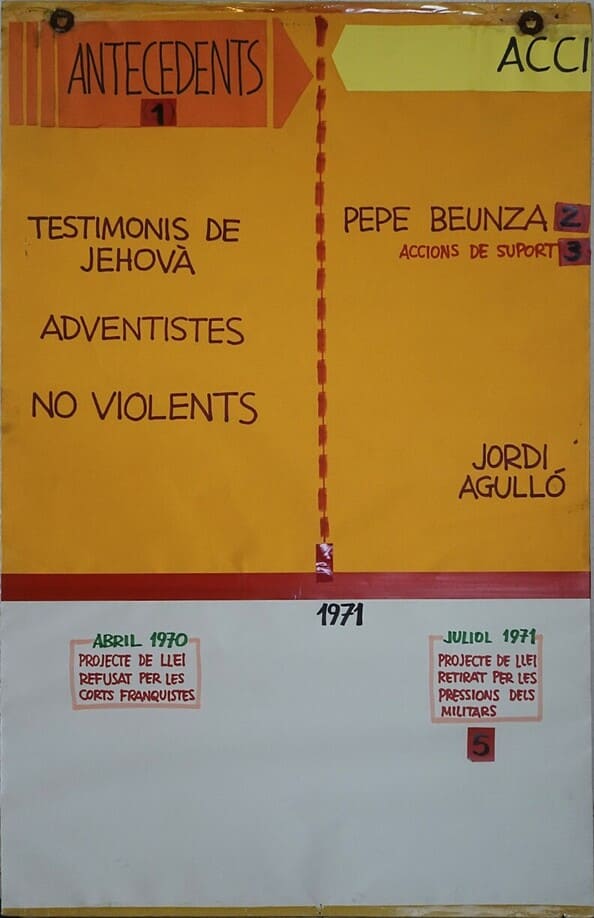 ANTECEDENTS
1
TESTIMONIS DE
JEHOVÀ
ADVENTISTES
NO VIOLENTS
ACCI
PEPE BEUNZA 2
ACCIONS DE SUPORT 3
JORDI
AGULLÓ
1971
ABRIL 1970
PROJECTE DE LLEI
REFUSAT PER LES
CORTS FRANQUISTES
JULIOL 1971
PROJECTE DE LLEI
RETIRAT PER LES
PRESSIONS DELS
MILITARS
5